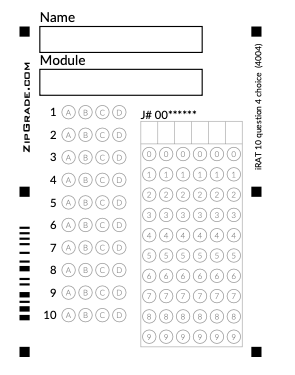 Name
Module
ZIPGRADE.COM
iRAT 10 question 4 choice (4004)
1 A B C D
2 A B C D
3 A B C D
4 A B C D
5 A B C D
6 A B C D
7 A B C D
8 A B C D
9 A B C D
10 A B C D
J# 00******
0 0 0 0 0 0
1 1 1 1 1 1
2 2 2 2 2 2
3 3 3 3 3 3
4 4 4 4 4 4
5 5 5 5 5 5
6 6 6 6 6 6
7 7 7 7 7 7
8 8 8 8 8 8
9 9 9 9 9 9